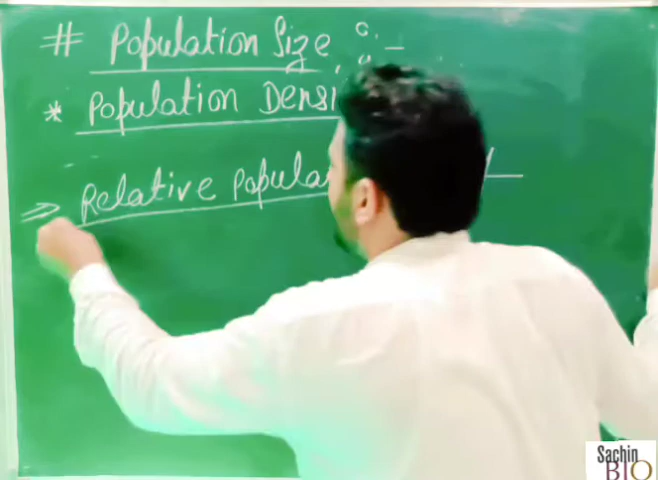 # Population Size :-
* Population Densi
⇒ Relative Popula
Sachin
BIO